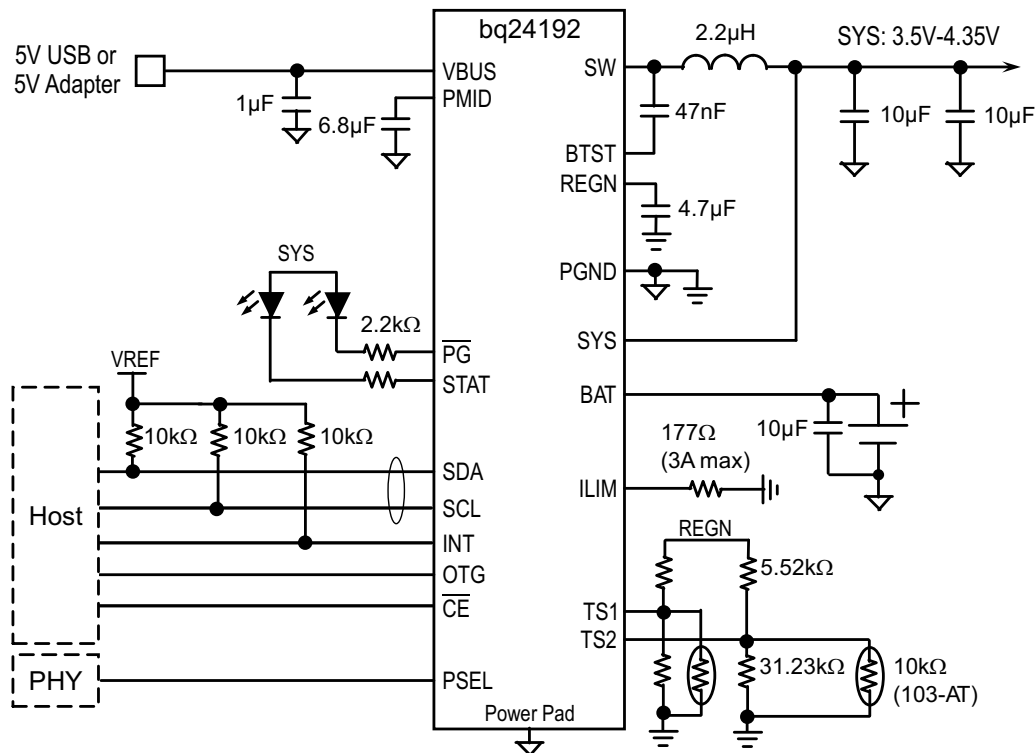 bq24192
5V USB or
5V Adapter
VBUS
PMID
1µF
6.8µF
SW
2.2µH
SYS: 3.5V-4.35V
47nF
10µF
10µF
BTST
REGN
4.7µF
PGND
SYS
SYS
2.2kΩ
PG
STAT
VREF
10kΩ
10kΩ
10kΩ
BAT
10µF
177Ω
(3A max)
ILIM
Host
SDA
SCL
INT
OTG
CE
REGN
5.52kΩ
TS1
TS2
31.23kΩ
10kΩ
(103-AT)
PHY
PSEL
Power Pad